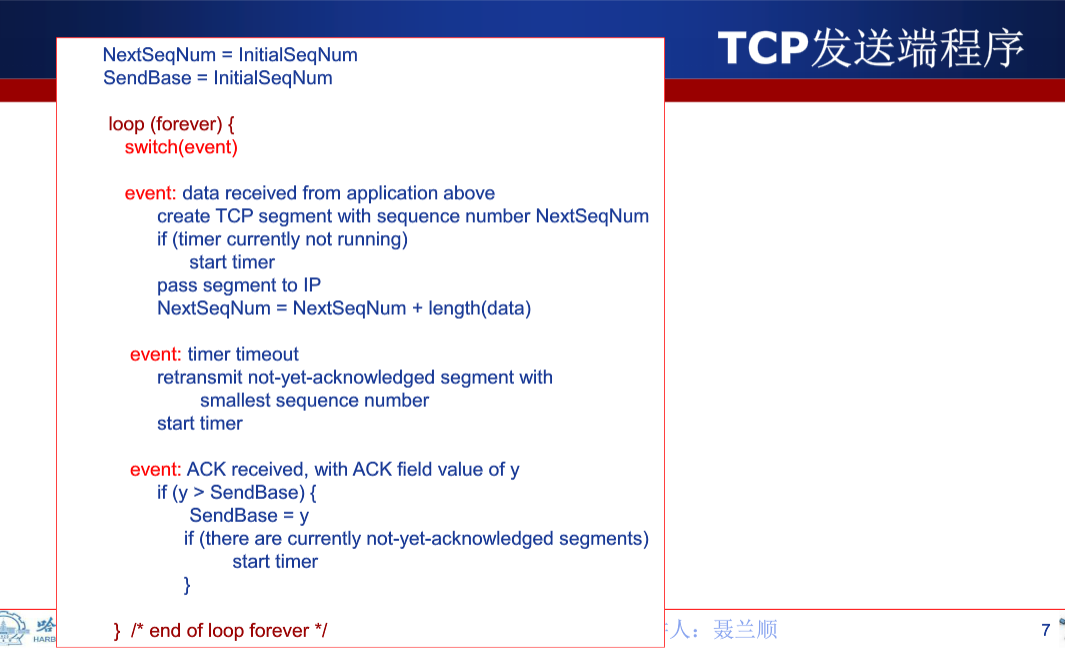 TCP发送端程序
NextSeqNum = InitialSeqNum
SendBase = InitialSeqNum
loop (forever) {
switch(event)
event: data received from application above
create TCP segment with sequence number NextSeqNum
if (timer currently not running)
start timer
pass segment to IP
NextSeqNum = NextSeqNum + length(data)
event: timer timeout
retransmit not-yet-acknowledged segment with
smallest sequence number
start timer
event: ACK received, with ACK field value of y
if (y > SendBase) {
SendBase = y
if (there are currently not-yet-acknowledged segments)
start timer
}
} /* end of loop forever */
哈
HARB
人：聂兰顺
7